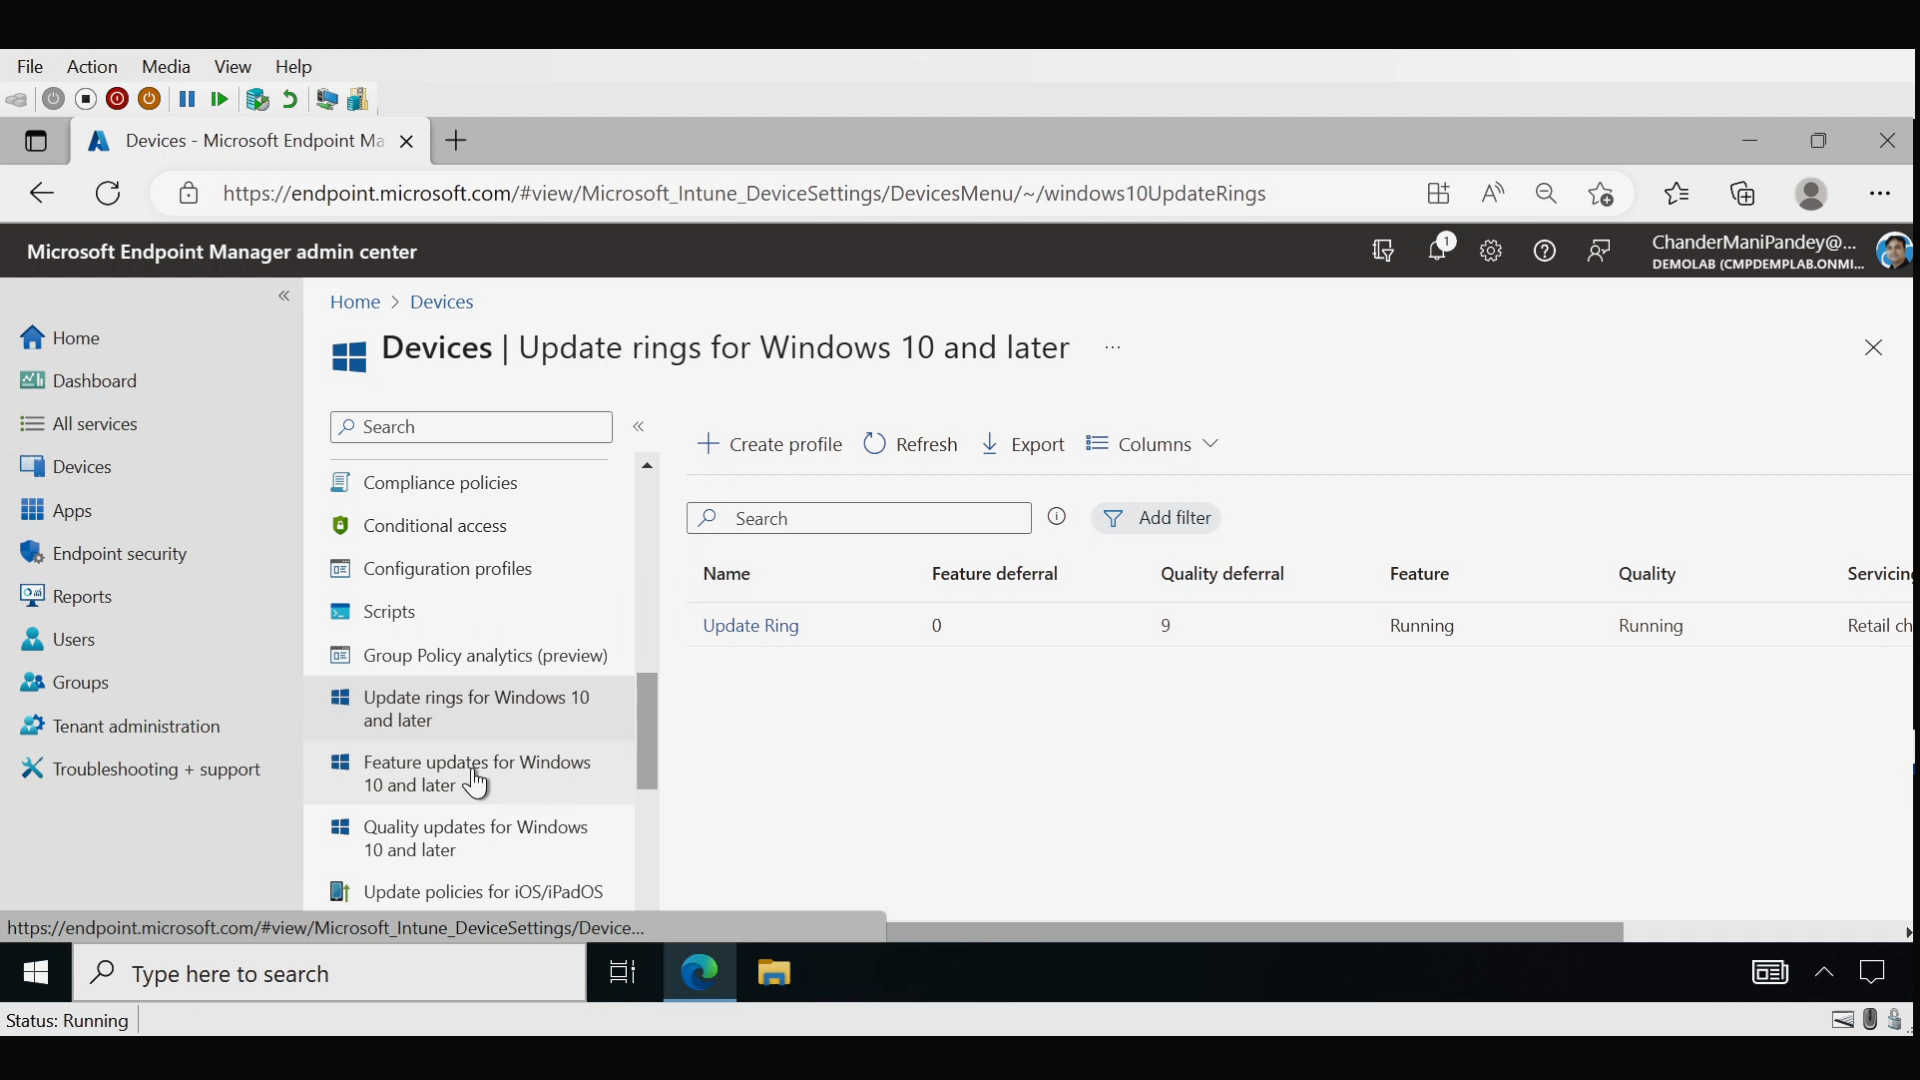 File Action Media View Help
Devices - Microsoft Endpoint Ma
https://endpoint.microsoft.com/#view/Microsoft_Intune_DeviceSettings/DevicesMenu/~/windows10UpdateRings
Microsoft Endpoint Manager admin center
1
ChanderManiPandey@...
DEMOLAB (CMPDEMPLAB.ONMI...
Home
Dashboard
All services
Devices
Apps
Endpoint security
Reports
Users
Groups
Tenant administration
Troubleshooting + support
Home > Devices
Devices | Update rings for Windows 10 and later ...
Search
Compliance policies
Conditional access
Configuration profiles
Scripts
Group Policy analytics (preview)
Update rings for Windows 10
and later
Feature updates for Windows
10 and later
Quality updates for Windows
10 and later
Update policies for iOS/iPadOS
Create profile Refresh Export Columns
Search Add filter
Name Feature deferral Quality deferral Feature Quality Servicing
Update Ring 0 9 Running Running Retail ch
https://endpoint.microsoft.com/#view/Microsoft_Intune_DeviceSettings/Device...
Type here to search
Status: Running